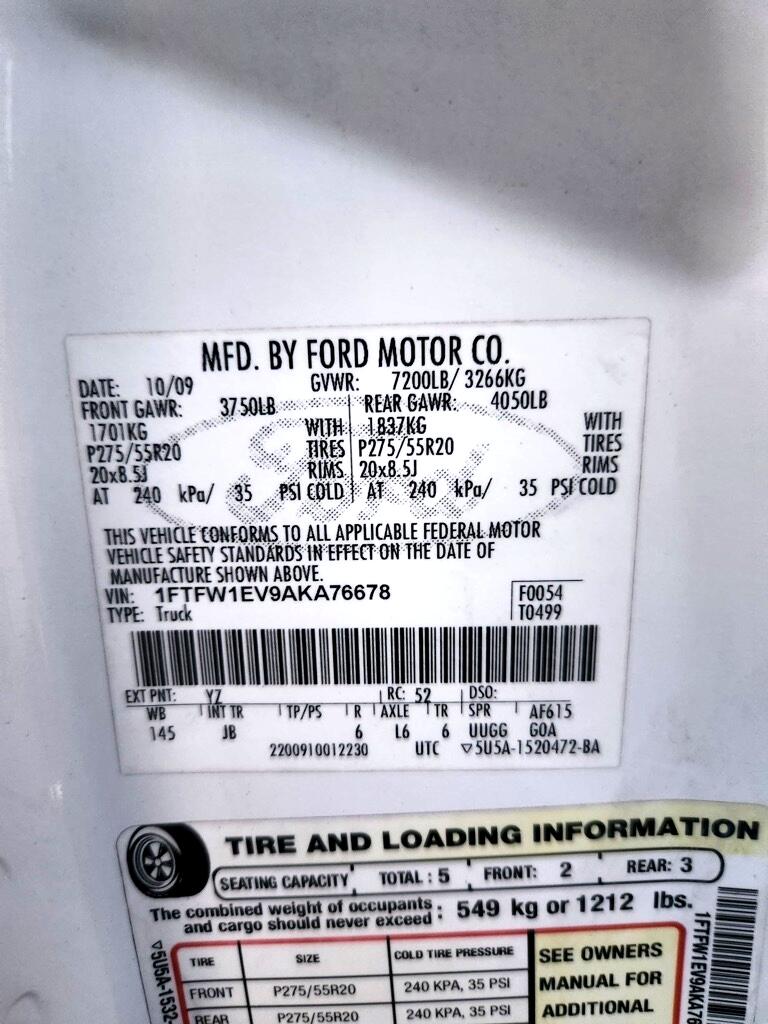 MFD. BY FORD MOTOR CO.
DATE: 10/09 GVWR: 7200LB/ 3266KG
FRONT GAWR: 3750LB REAR GAWR: 4050LB
1701KG WITH 1837KG WITH
P275/55R20 TIRES P275/55R20 TIRES
20x8.5J RIMS 20x8.5J RIMS
AT 240 kPa/ 35 PSI COLD AT 240 kPa/ 35 PSI COLD
THIS VEHICLE CONFORMS TO ALL APPLICABLE FEDERAL MOTOR
VEHICLE SAFETY STANDARDS IN EFFECT ON THE DATE OF
MANUFACTURE SHOWN ABOVE.
VIN: 1FTFW1EV9AKA76678 F0054
TYPE: Truck T0499
EXT PNT: YZ RC: 52 DSO:
WB INT TR TP/PS R AXLE TR SPR AF615
145 JB 6 L6 6 UUGG GOA
2200910012230 UTC ▽5U5A-1520472-BA
TIRE AND LOADING INFORMATION
SEATING CAPACITY TOTAL : 5 FRONT: 2 REAR: 3
The combined weight of occupants
and cargo should never exceed : 549 kg or 1212 lbs.
TIRE SIZE COLD TIRE PRESSURE SEE OWNERS
FRONT P275/55R20 240 KPA, 35 PSI MANUAL FOR
REAR P275/55R20 240 KPA, 35 PSI ADDITIONAL
▽5U5A-1532-
1FTFW1EV9AKA76